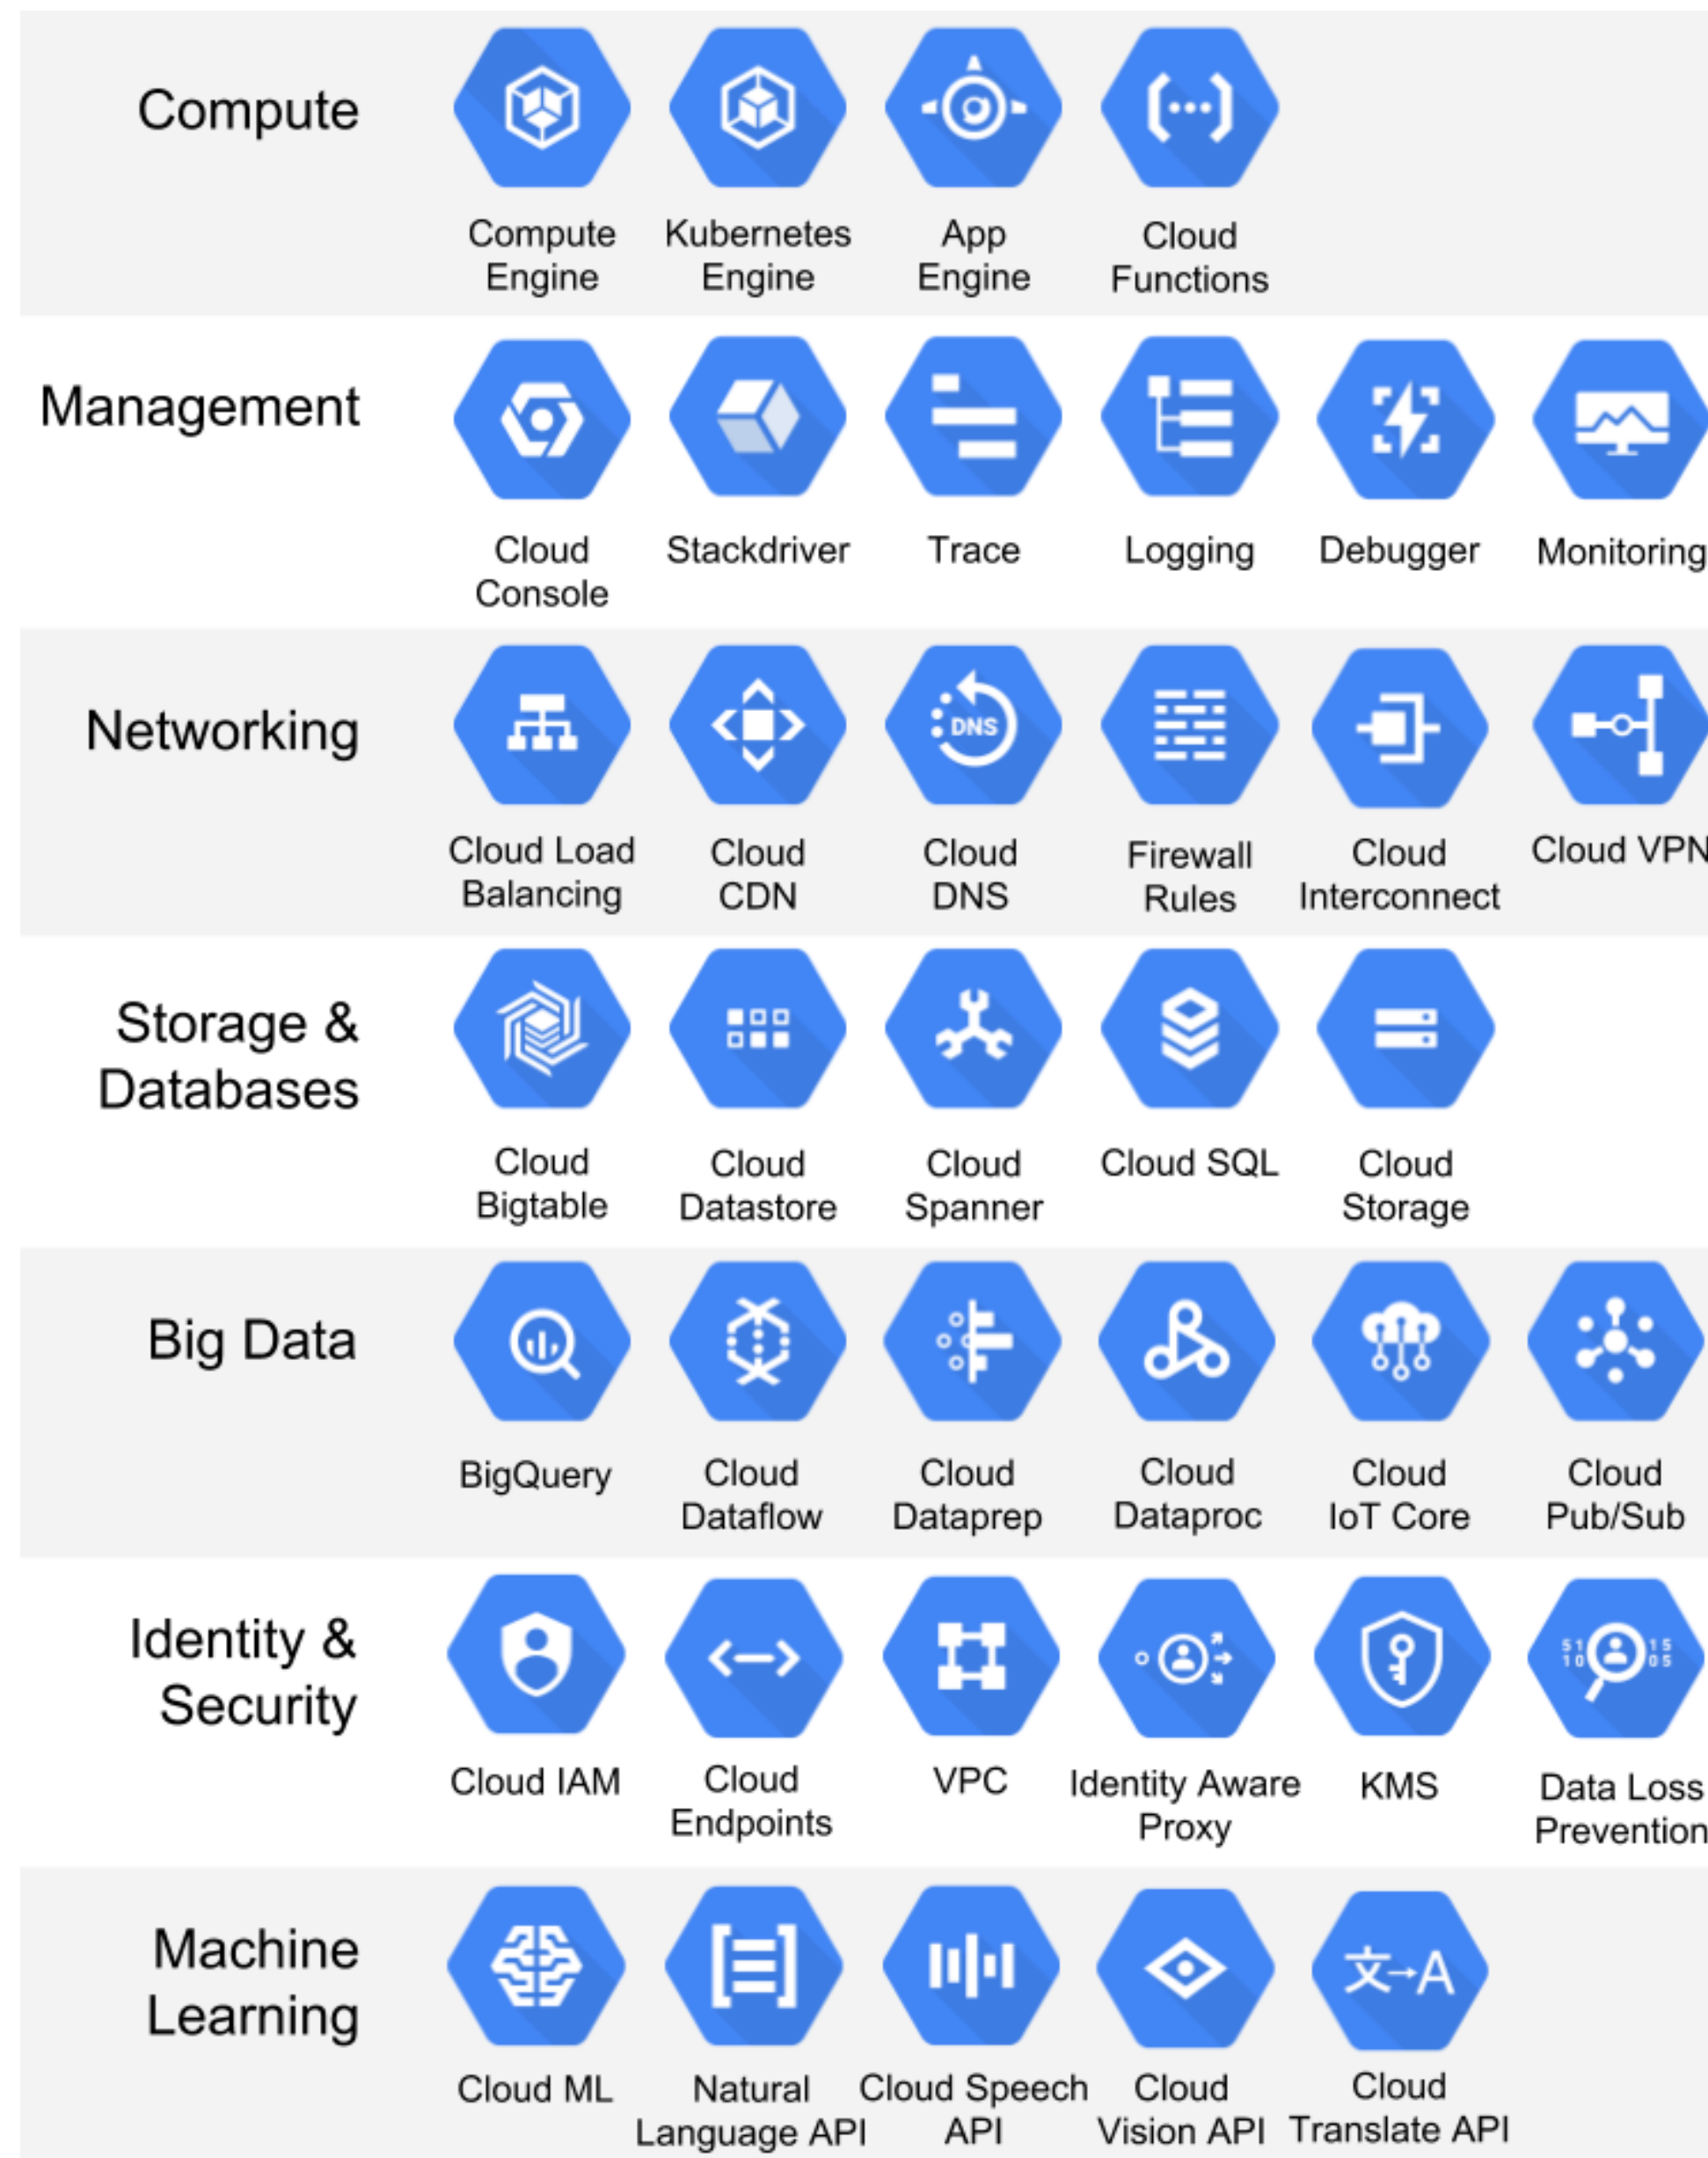 Compute
Compute
Engine
Kubernetes
Engine
App
Engine
Cloud
Functions
Management
Cloud
Console
Stackdriver
Trace
Logging
Debugger
Monitoring
Networking
Cloud Load
Balancing
Cloud
CDN
DNS
Cloud
DNS
Firewall
Rules
Cloud
Interconnect
Cloud VPN
Storage &
Databases
Cloud
Bigtable
Cloud
Datastore
Cloud
Spanner
Cloud SQL
Cloud
Storage
Big Data
BigQuery
Cloud
Dataflow
Cloud
Dataprep
Cloud
Dataproc
Cloud
IoT Core
Cloud
Pub/Sub
Identity &
Security
Cloud IAM
Cloud
Endpoints
VPC
Identity Aware
Proxy
KMS
51 15
10 05
Data Loss
Prevention
Machine
Learning
Cloud ML
Natural
Language API
Cloud Speech
API
Cloud
Vision API
文→A
Cloud
Translate API